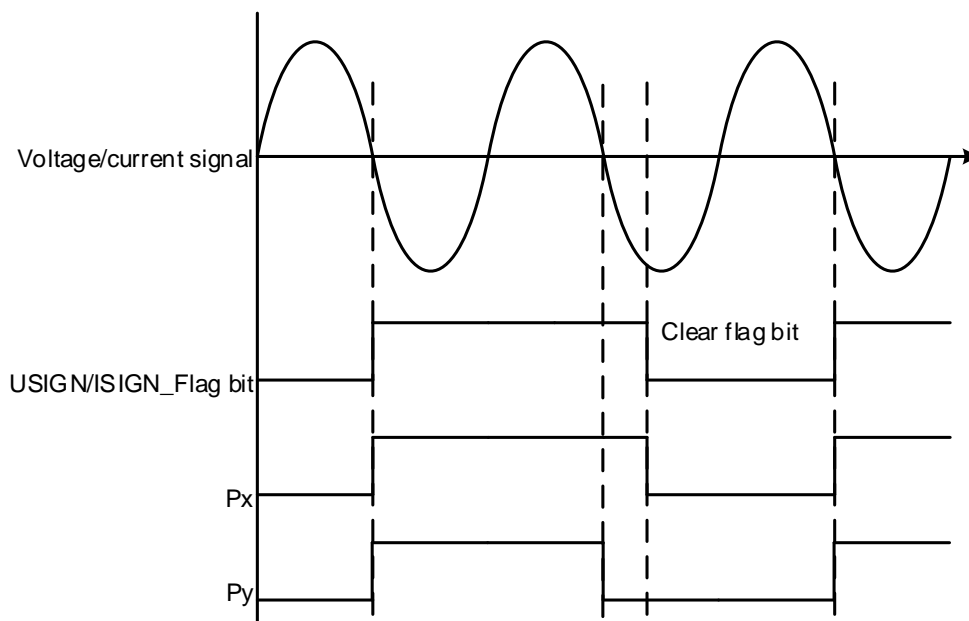 Voltage/current signal
Clear flag bit
USIGN/ISIGN_Flag bit
Px
Py